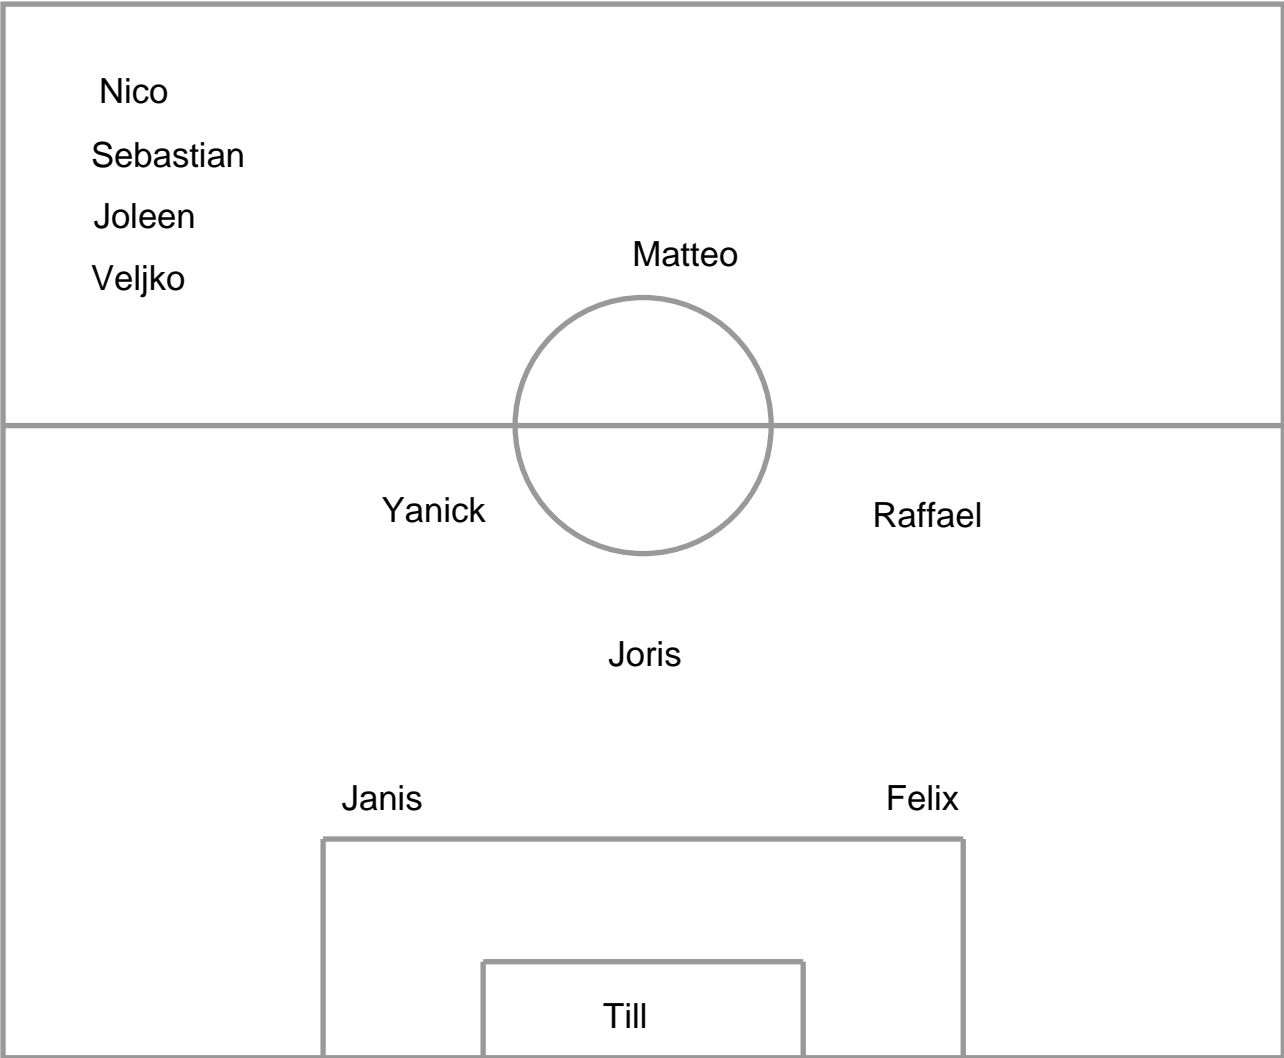 Nico
Sebastian
Joleen
Veljko
Matteo
Yanick
Raffael
Joris
Janis
Felix
Till